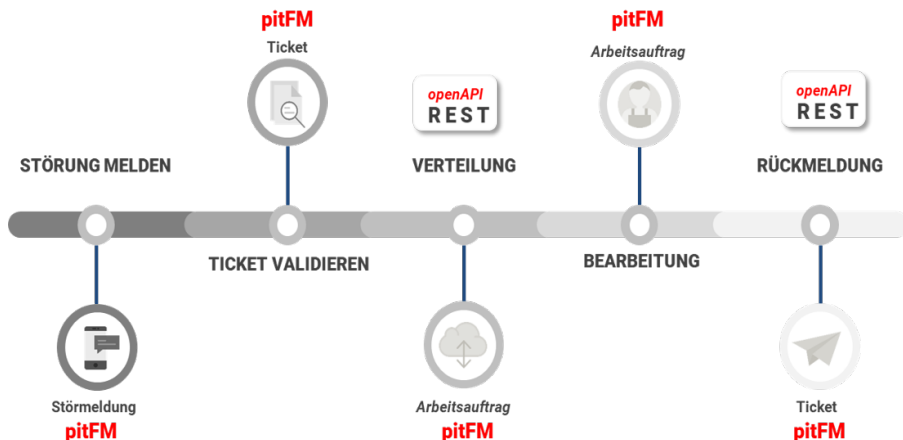 pitFM
Ticket
pitFM
Arbeitsauftrag
openAPI
REST
openAPI
REST
STÖRUNG MELDEN
VERTEILUNG
RÜCKMELDUNG
TICKET VALIDIEREN
BEARBEITUNG
Störmeldung
pitFM
Arbeitsauftrag
pitFM
Ticket
pitFM